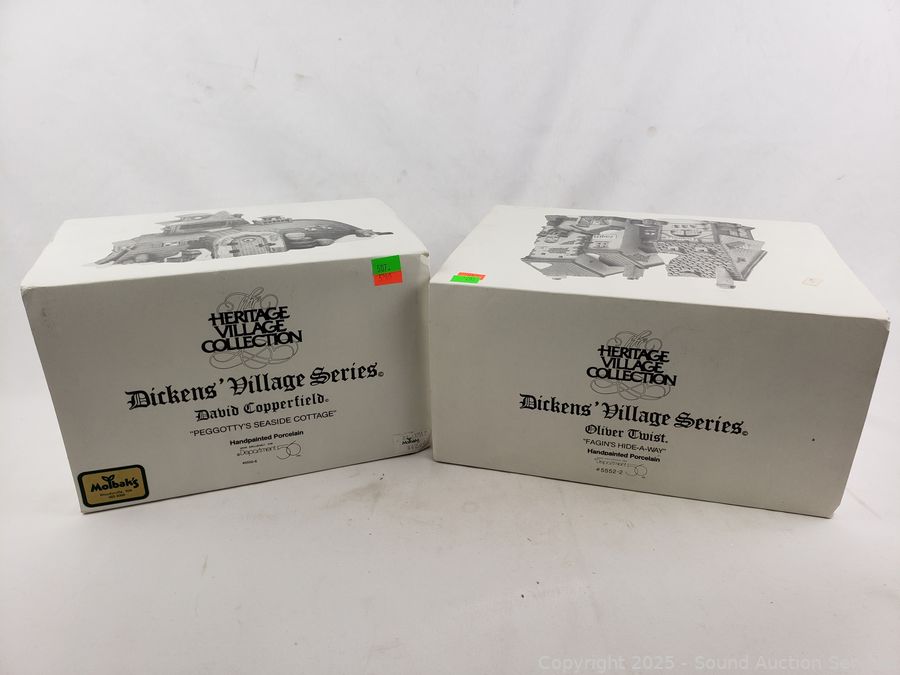 The
HERITAGE
VILLAGE
COLLECTION
Dickens' Village Series©
David Copperfield©
"PEGGOTTY'S SEASIDE COTTAGE"
Handpainted Porcelain
Department 56
Molbak's
The
HERITAGE
VILLAGE
COLLECTION
Dickens' Village Series©
Oliver Twist.
"FAGIN'S HIDE-A-WAY"
Handpainted Porcelain
Department 56
#5552-2
Copyright 2025 - Sound Auction Ser